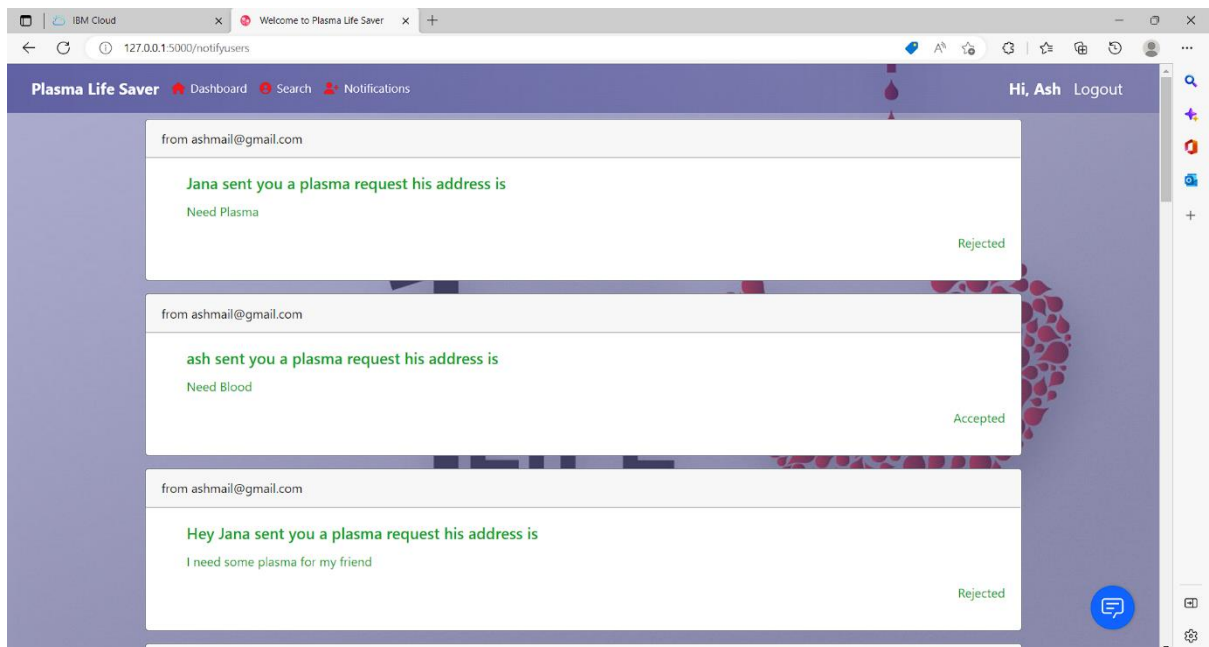 IBM Cloud
Welcome to Plasma Life Saver
127.0.0.1:5000/notifyusers
Plasma Life Saver Dashboard Search Notifications Hi, Ash Logout
from ashmail@gmail.com
Jana sent you a plasma request his address is
Need Plasma
Rejected
from ashmail@gmail.com
ash sent you a plasma request his address is
Need Blood
Accepted
from ashmail@gmail.com
Hey Jana sent you a plasma request his address is
I need some plasma for my friend
Rejected